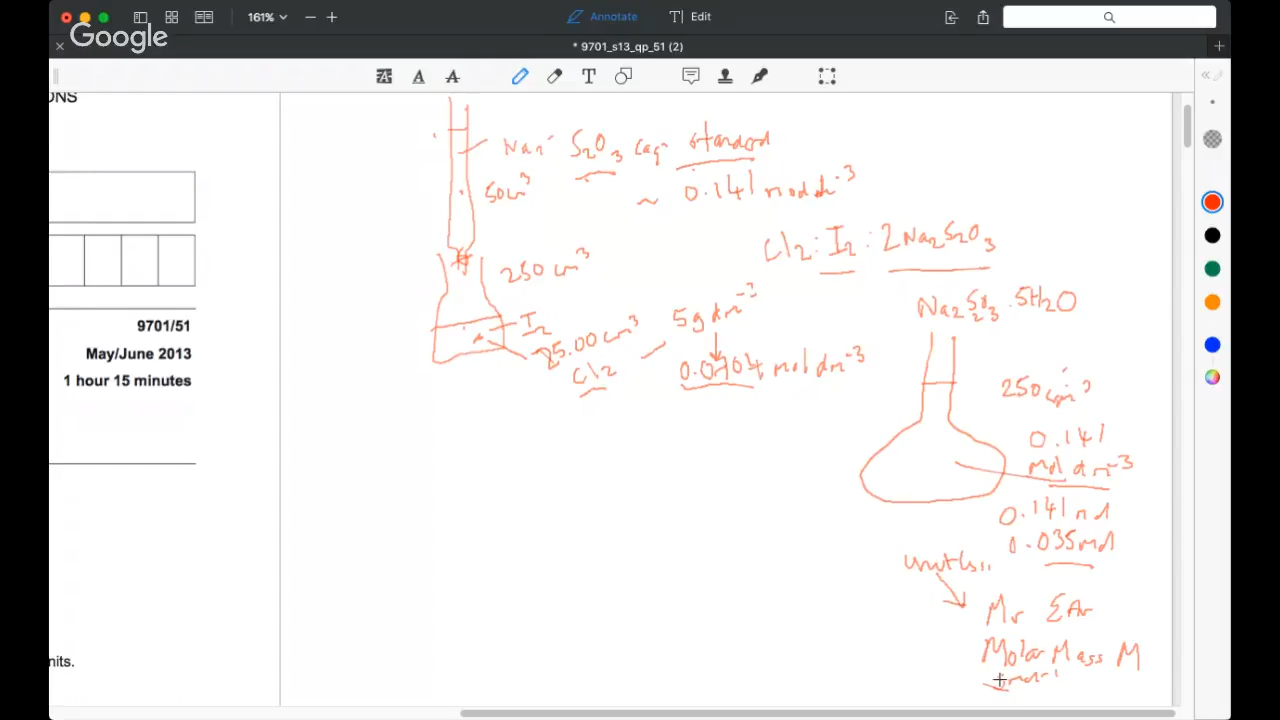 161%
Annotate
Edit
Google
* 9701_s13_qp_51 (2)
ONS
9701/51
May/June 2013
1 hour 15 minutes
nits.
S₂O₃ standard
50cm³
~ 0.141 mol dm⁻³
250 cm³
Cl₂ : I₂ : 2Na₂S₂O₃
Na₂S₂O₃.5H₂O
I₂
25.00 cm³
5g dm⁻³
Cl₂
0.0704 mol dm⁻³
250 cm³
0.141
mol dm⁻³
0.141 mol
0.035 mol
Mr ΣAr
Molar Mass M